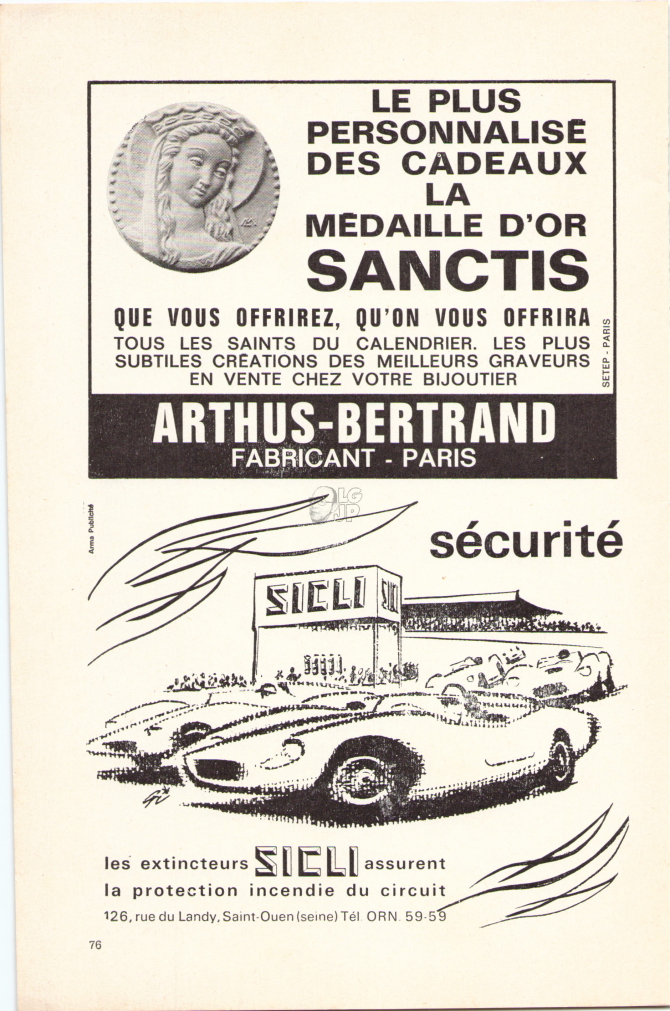 LE PLUS
PERSONNALISÉ
DES CADEAUX
LA
MÉDAILLE D'OR
SANCTIS
QUE VOUS OFFRIREZ, QU'ON VOUS OFFRIRA
TOUS LES SAINTS DU CALENDRIER. LES PLUS
SUBTILES CRÉATIONS DES MEILLEURS GRAVEURS
EN VENTE CHEZ VOTRE BIJOUTIER
SETEP - PARIS
ARTHUS-BERTRAND
FABRICANT - PARIS
LG
JP
Arma Publicité
sécurité
SICLI
les extincteurs SICLI assurent
la protection incendie du circuit
126, rue du Landy, Saint-Ouen (seine) Tél. ORN. 59-59
76